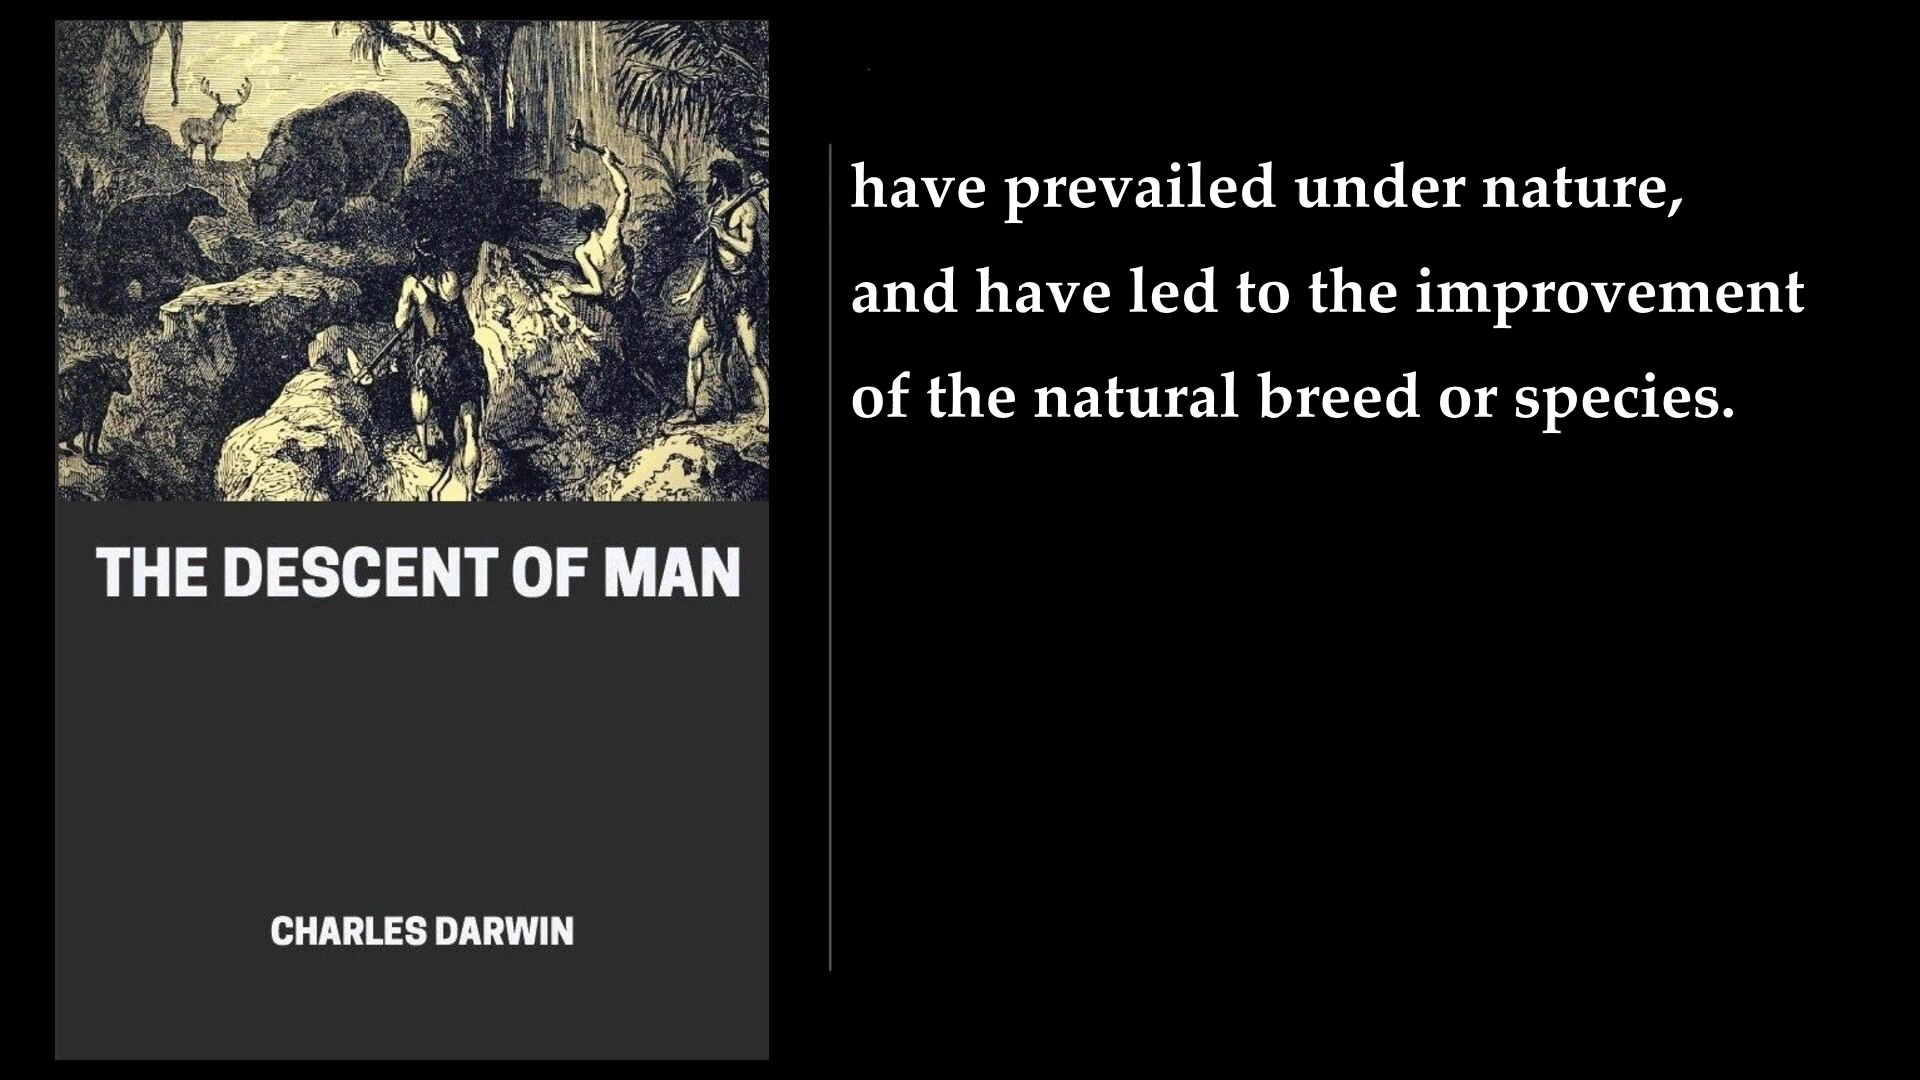 THE DESCENT OF MAN
CHARLES DARWIN
have prevailed under nature,
and have led to the improvement
of the natural breed or species.